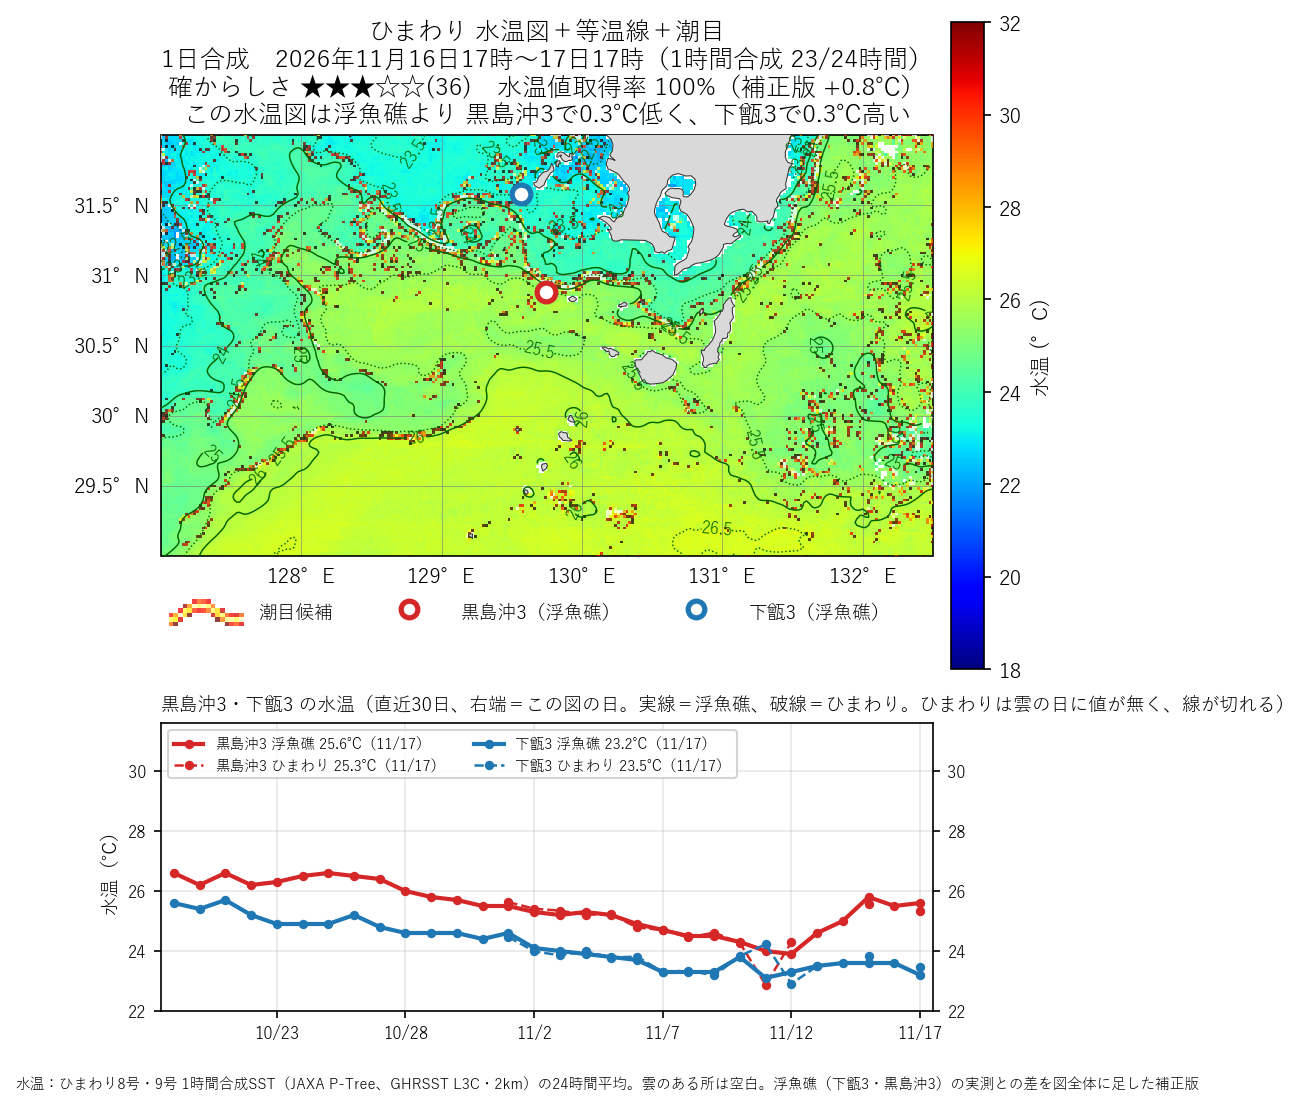 ひまわり 水温図＋等温線＋潮目
1日合成　2026年11月16日17時～17日17時（1時間合成 23/24時間）
確からしさ ★★★☆☆(36)　水温値取得率 100%（補正版 +0.8℃）
この水温図は浮魚礁より 黒島沖3で0.3℃低く、下甑3で0.3℃高い
31.5° N
31° N
30.5° N
30° N
29.5° N
128° E
129° E
130° E
131° E
132° E
23.5
25.5
25.5
26
26.5
24
25
32
30
28
26
24
22
20
18
水温（° C）
潮目候補
黒島沖3（浮魚礁）
下甑3（浮魚礁）
黒島沖3・下甑3 の水温（直近30日、右端＝この図の日。実線＝浮魚礁、破線＝ひまわり。ひまわりは雲の日に値が無く、線が切れる）
黒島沖3 浮魚礁 25.6℃（11/17）
下甑3 浮魚礁 23.2℃（11/17）
黒島沖3 ひまわり 25.3℃（11/17）
下甑3 ひまわり 23.5℃（11/17）
水温（℃）
30
28
26
24
22
30
28
26
24
22
10/23
10/28
11/2
11/7
11/12
11/17
水温：ひまわり8号・9号 1時間合成SST（JAXA P-Tree、GHRSST L3C・2km）の24時間平均。雲のある所は空白。浮魚礁（下甑3・黒島沖3）の実測との差を図全体に足した補正版